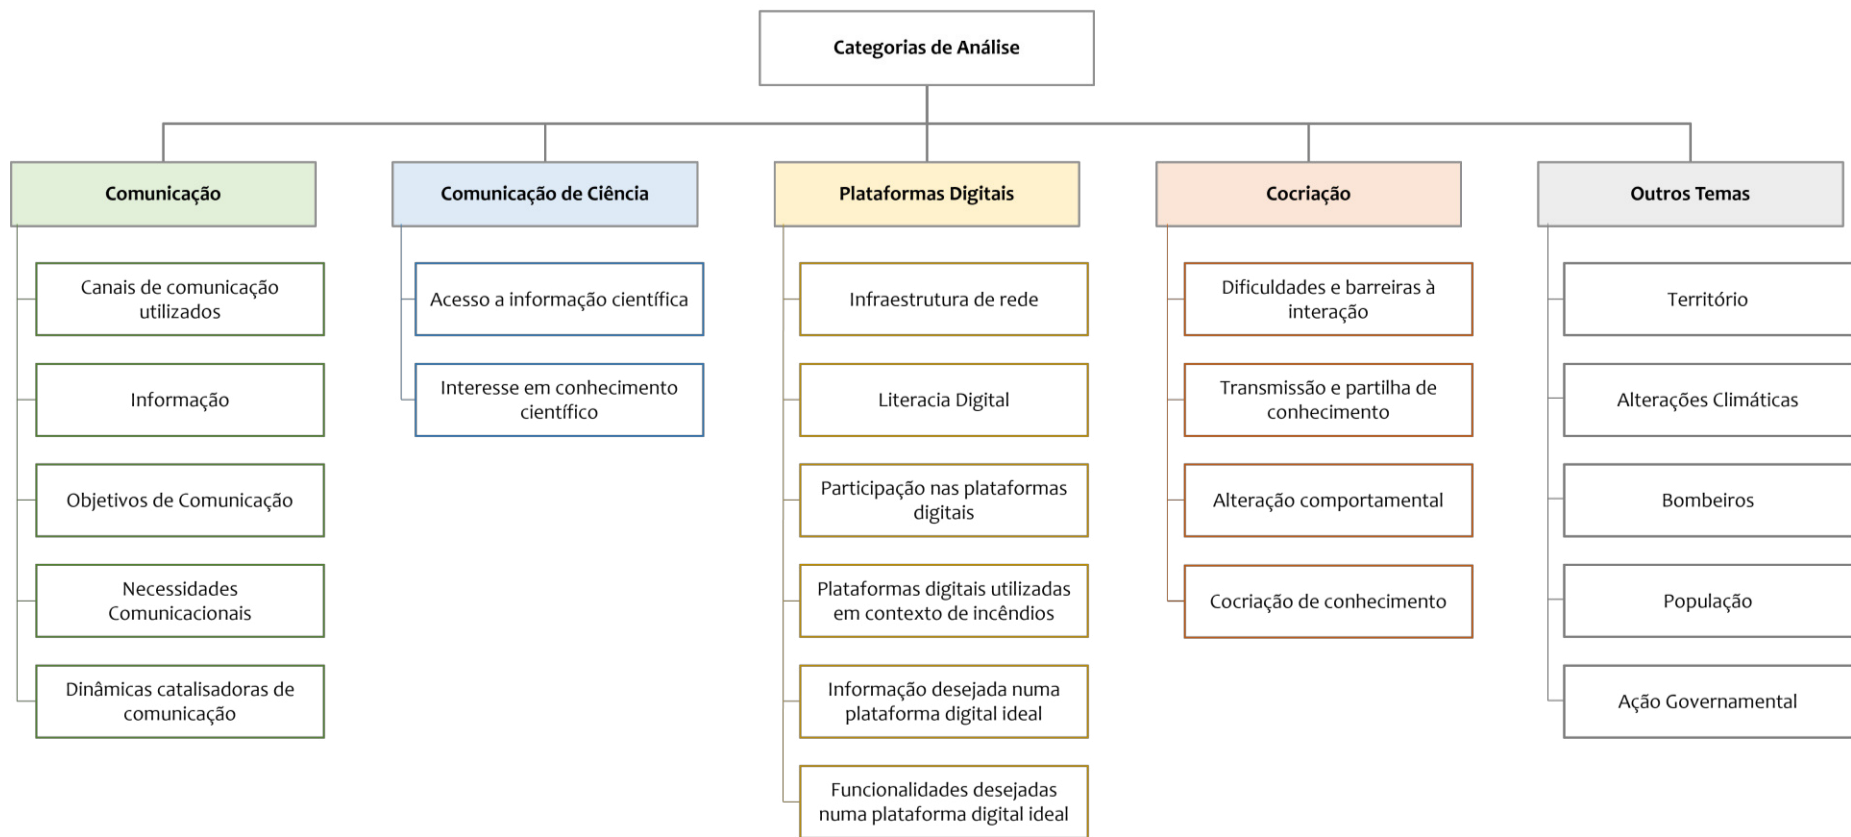 Categorias de Análise
Comunicação
Canais de comunicação
utilizados
Informação
Objetivos de Comunicação
Necessidades
Comunicacionais
Dinâmicas catalisadoras de
comunicação
Comunicação de Ciência
Acesso a informação científica
Interesse em conhecimento
científico
Plataformas Digitais
Infraestrutura de rede
Literacia Digital
Participação nas plataformas
digitais
Plataformas digitais utilizadas
em contexto de incêndios
Informação desejada numa
plataforma digital ideal
Funcionalidades desejadas
numa plataforma digital ideal
Cocriação
Dificuldades e barreiras à
interação
Transmissão e partilha de
conhecimento
Alteração comportamental
Cocriação de conhecimento
Outros Temas
Território
Alterações Climáticas
Bombeiros
População
Ação Governamental